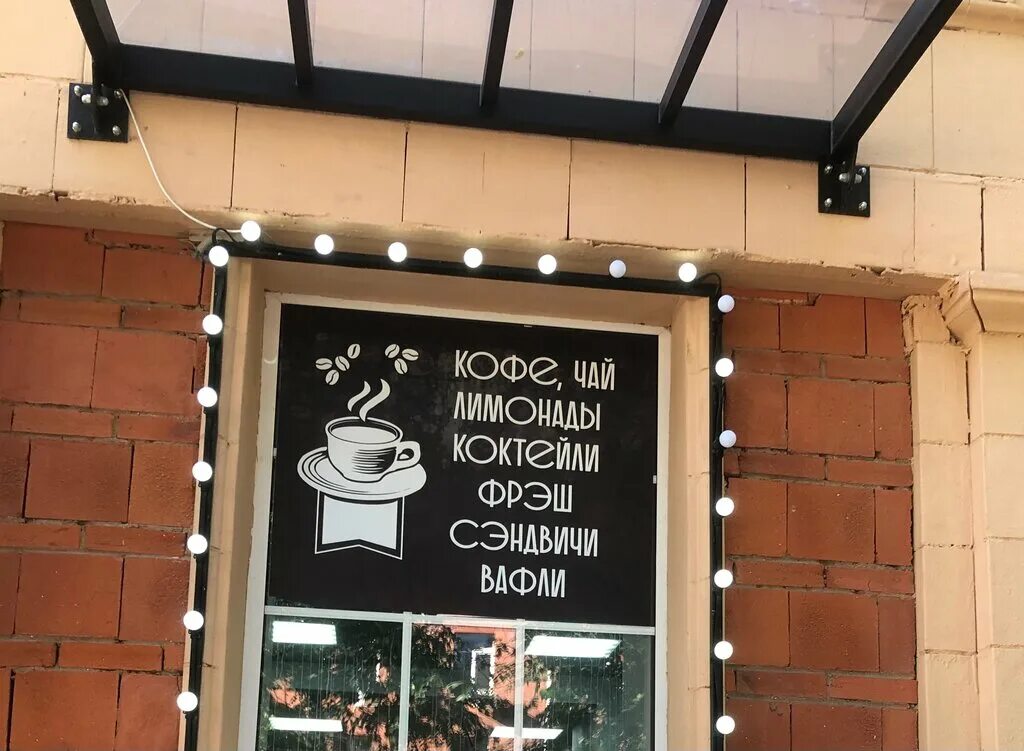 Кофе, чай
лимонады
коктейли
фрэш
сэндвичи
вафли